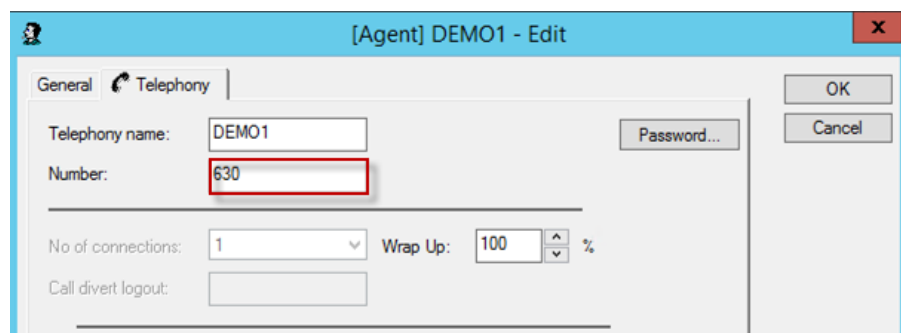 [Agent] DEMO1 - Edit
x
General Telephony
OK
Telephony name: DEMO1 Password... Cancel
Number: 630
No of connections: 1 Wrap Up: 100 %
Call divert logout: